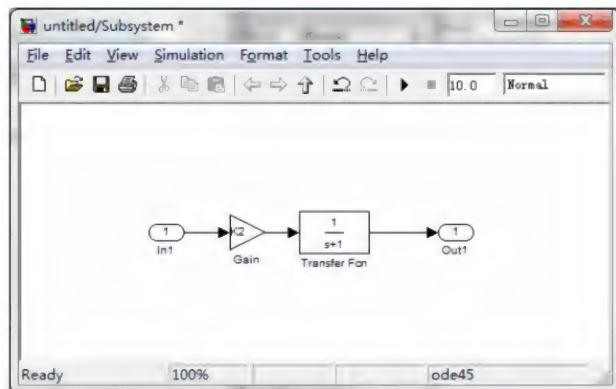 untitled/Subsystem *
File Edit View Simulation Format Tools Help
10.0 Normal
1 K2 1 1
s+1
In1 Gain Transfer Fcn Out1
Ready 100% ode45